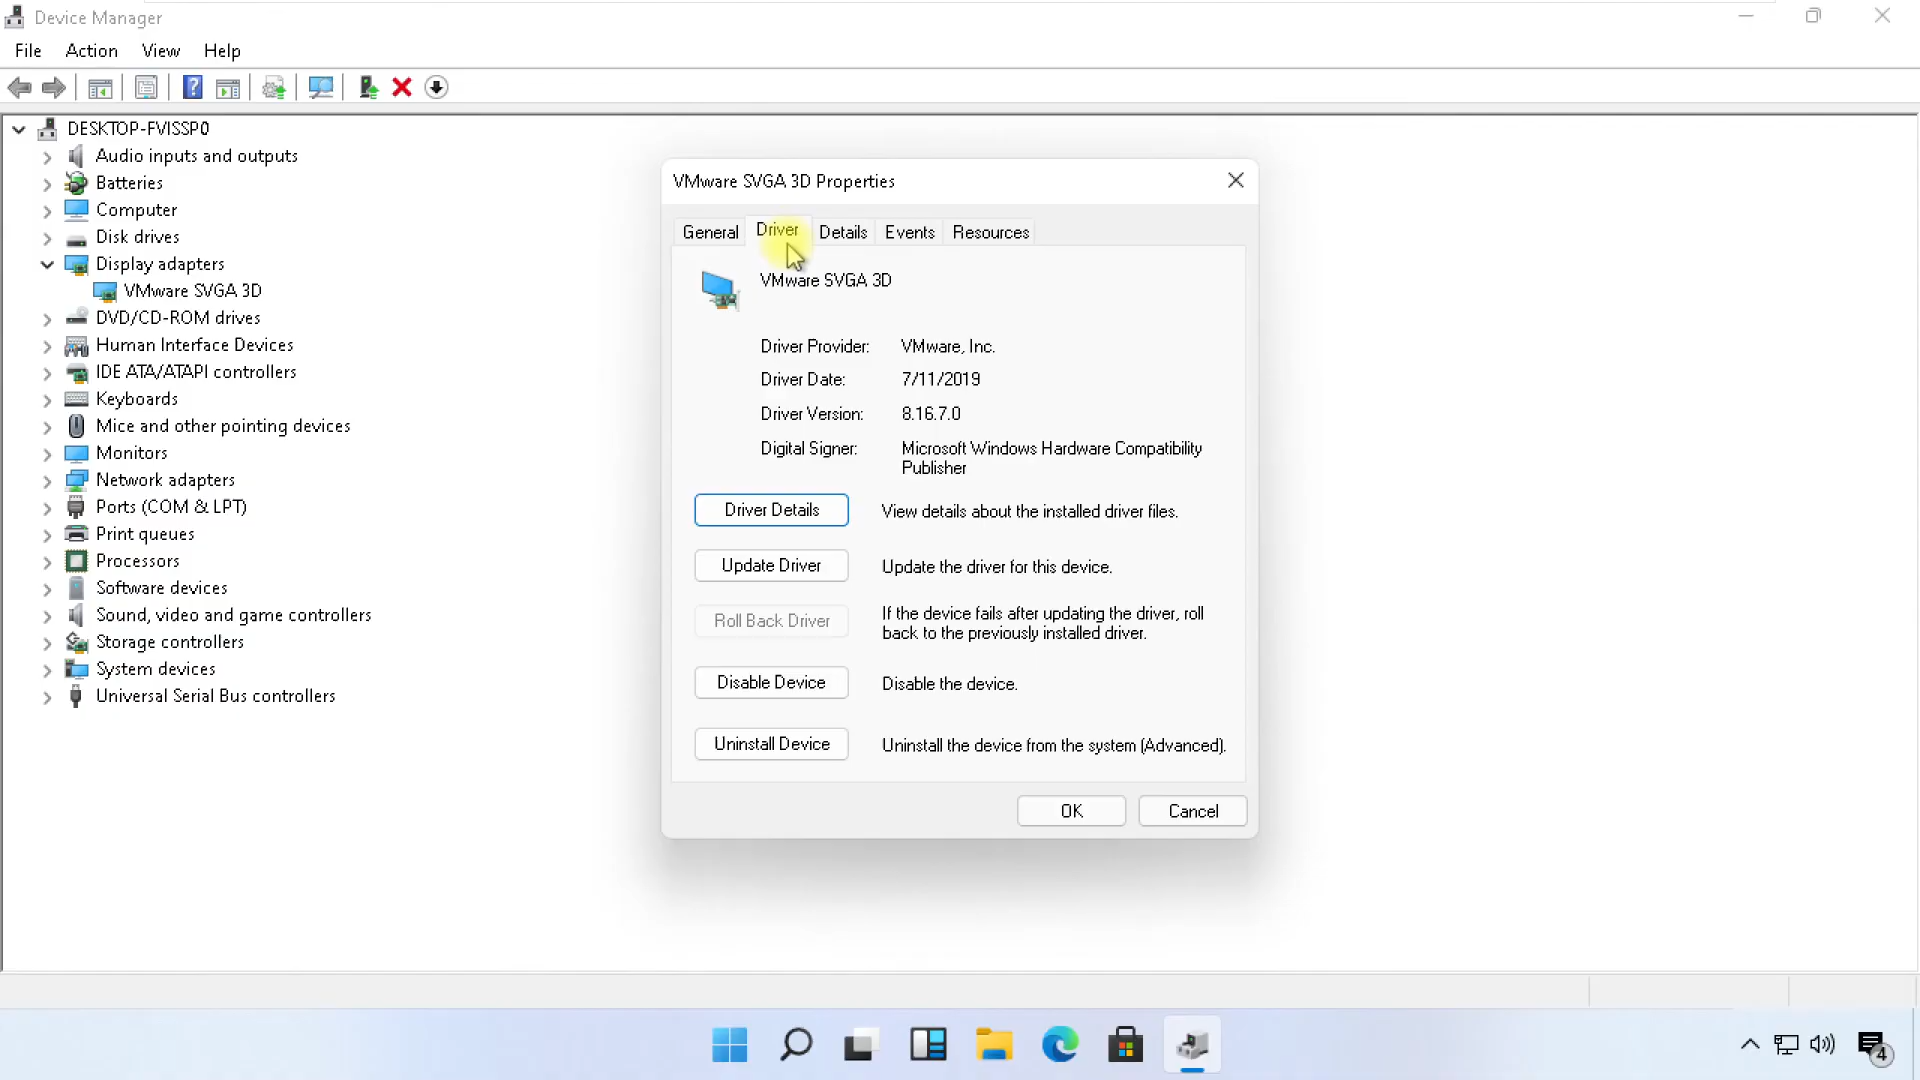 Device Manager
File Action View Help
DESKTOP-FVISSP0
Audio inputs and outputs
Batteries
Computer
Disk drives
Display adapters
VMware SVGA 3D
DVD/CD-ROM drives
Human Interface Devices
IDE ATA/ATAPI controllers
Keyboards
Mice and other pointing devices
Monitors
Network adapters
Ports (COM & LPT)
Print queues
Processors
Software devices
Sound, video and game controllers
Storage controllers
System devices
Universal Serial Bus controllers
VMware SVGA 3D Properties
General Driver Details Events Resources
VMware SVGA 3D
Driver Provider: VMware, Inc.
Driver Date: 7/11/2019
Driver Version: 8.16.7.0
Digital Signer: Microsoft Windows Hardware Compatibility
Publisher
Driver Details View details about the installed driver files.
Update Driver Update the driver for this device.
Roll Back Driver If the device fails after updating the driver, roll
back to the previously installed driver.
Disable Device Disable the device.
Uninstall Device Uninstall the device from the system (Advanced).
OK Cancel
4